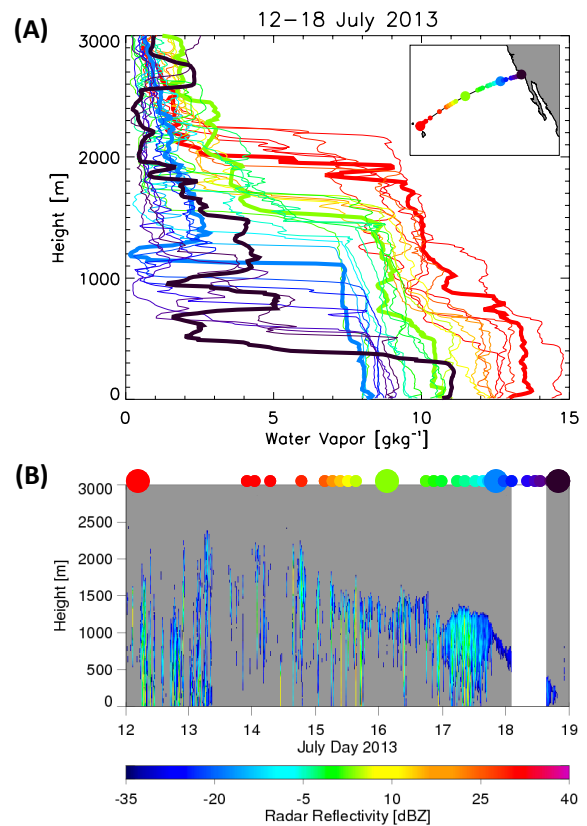 (A)
12–18 July 2013
3000
2000
1000
0
Height [m]
0 5 10 15
Water Vapor [gkg⁻¹]
(B)
3000
2500
2000
1500
1000
500
0
Height [m]
12 13 14 15 16 17 18 19
July Day 2013
-35 -20 -5 10 25 40
Radar Reflectivity [dBZ]